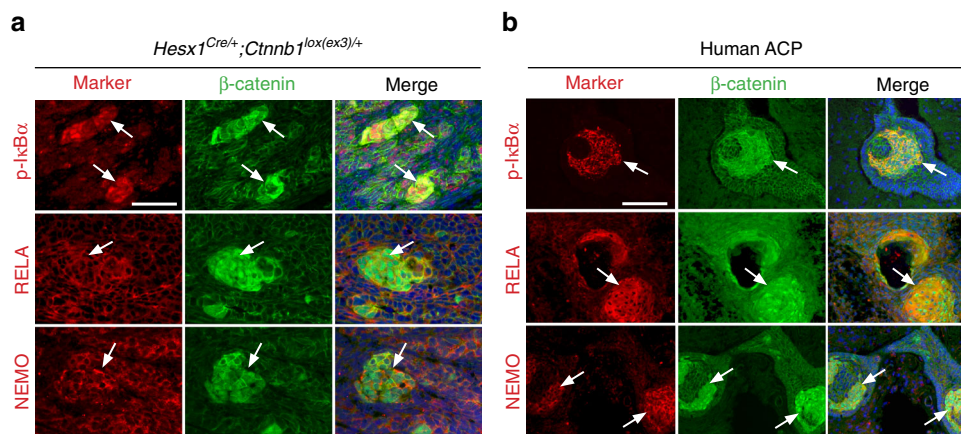 a
Hesx1Cre/+;Ctnnb1lox(ex3)/+
Marker β-catenin Merge
p-IκBα
RELA
NEMO
b
Human ACP
Marker β-catenin Merge
p-IκBα
RELA
NEMO